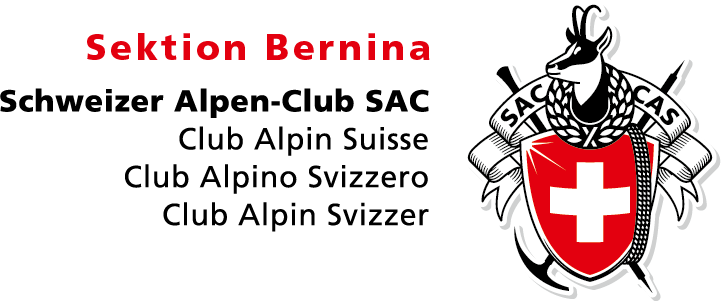 Sektion Bernina
Schweizer Alpen-Club SAC
Club Alpin Suisse
Club Alpino Svizzero
Club Alpin Svizzer
SAC CAS